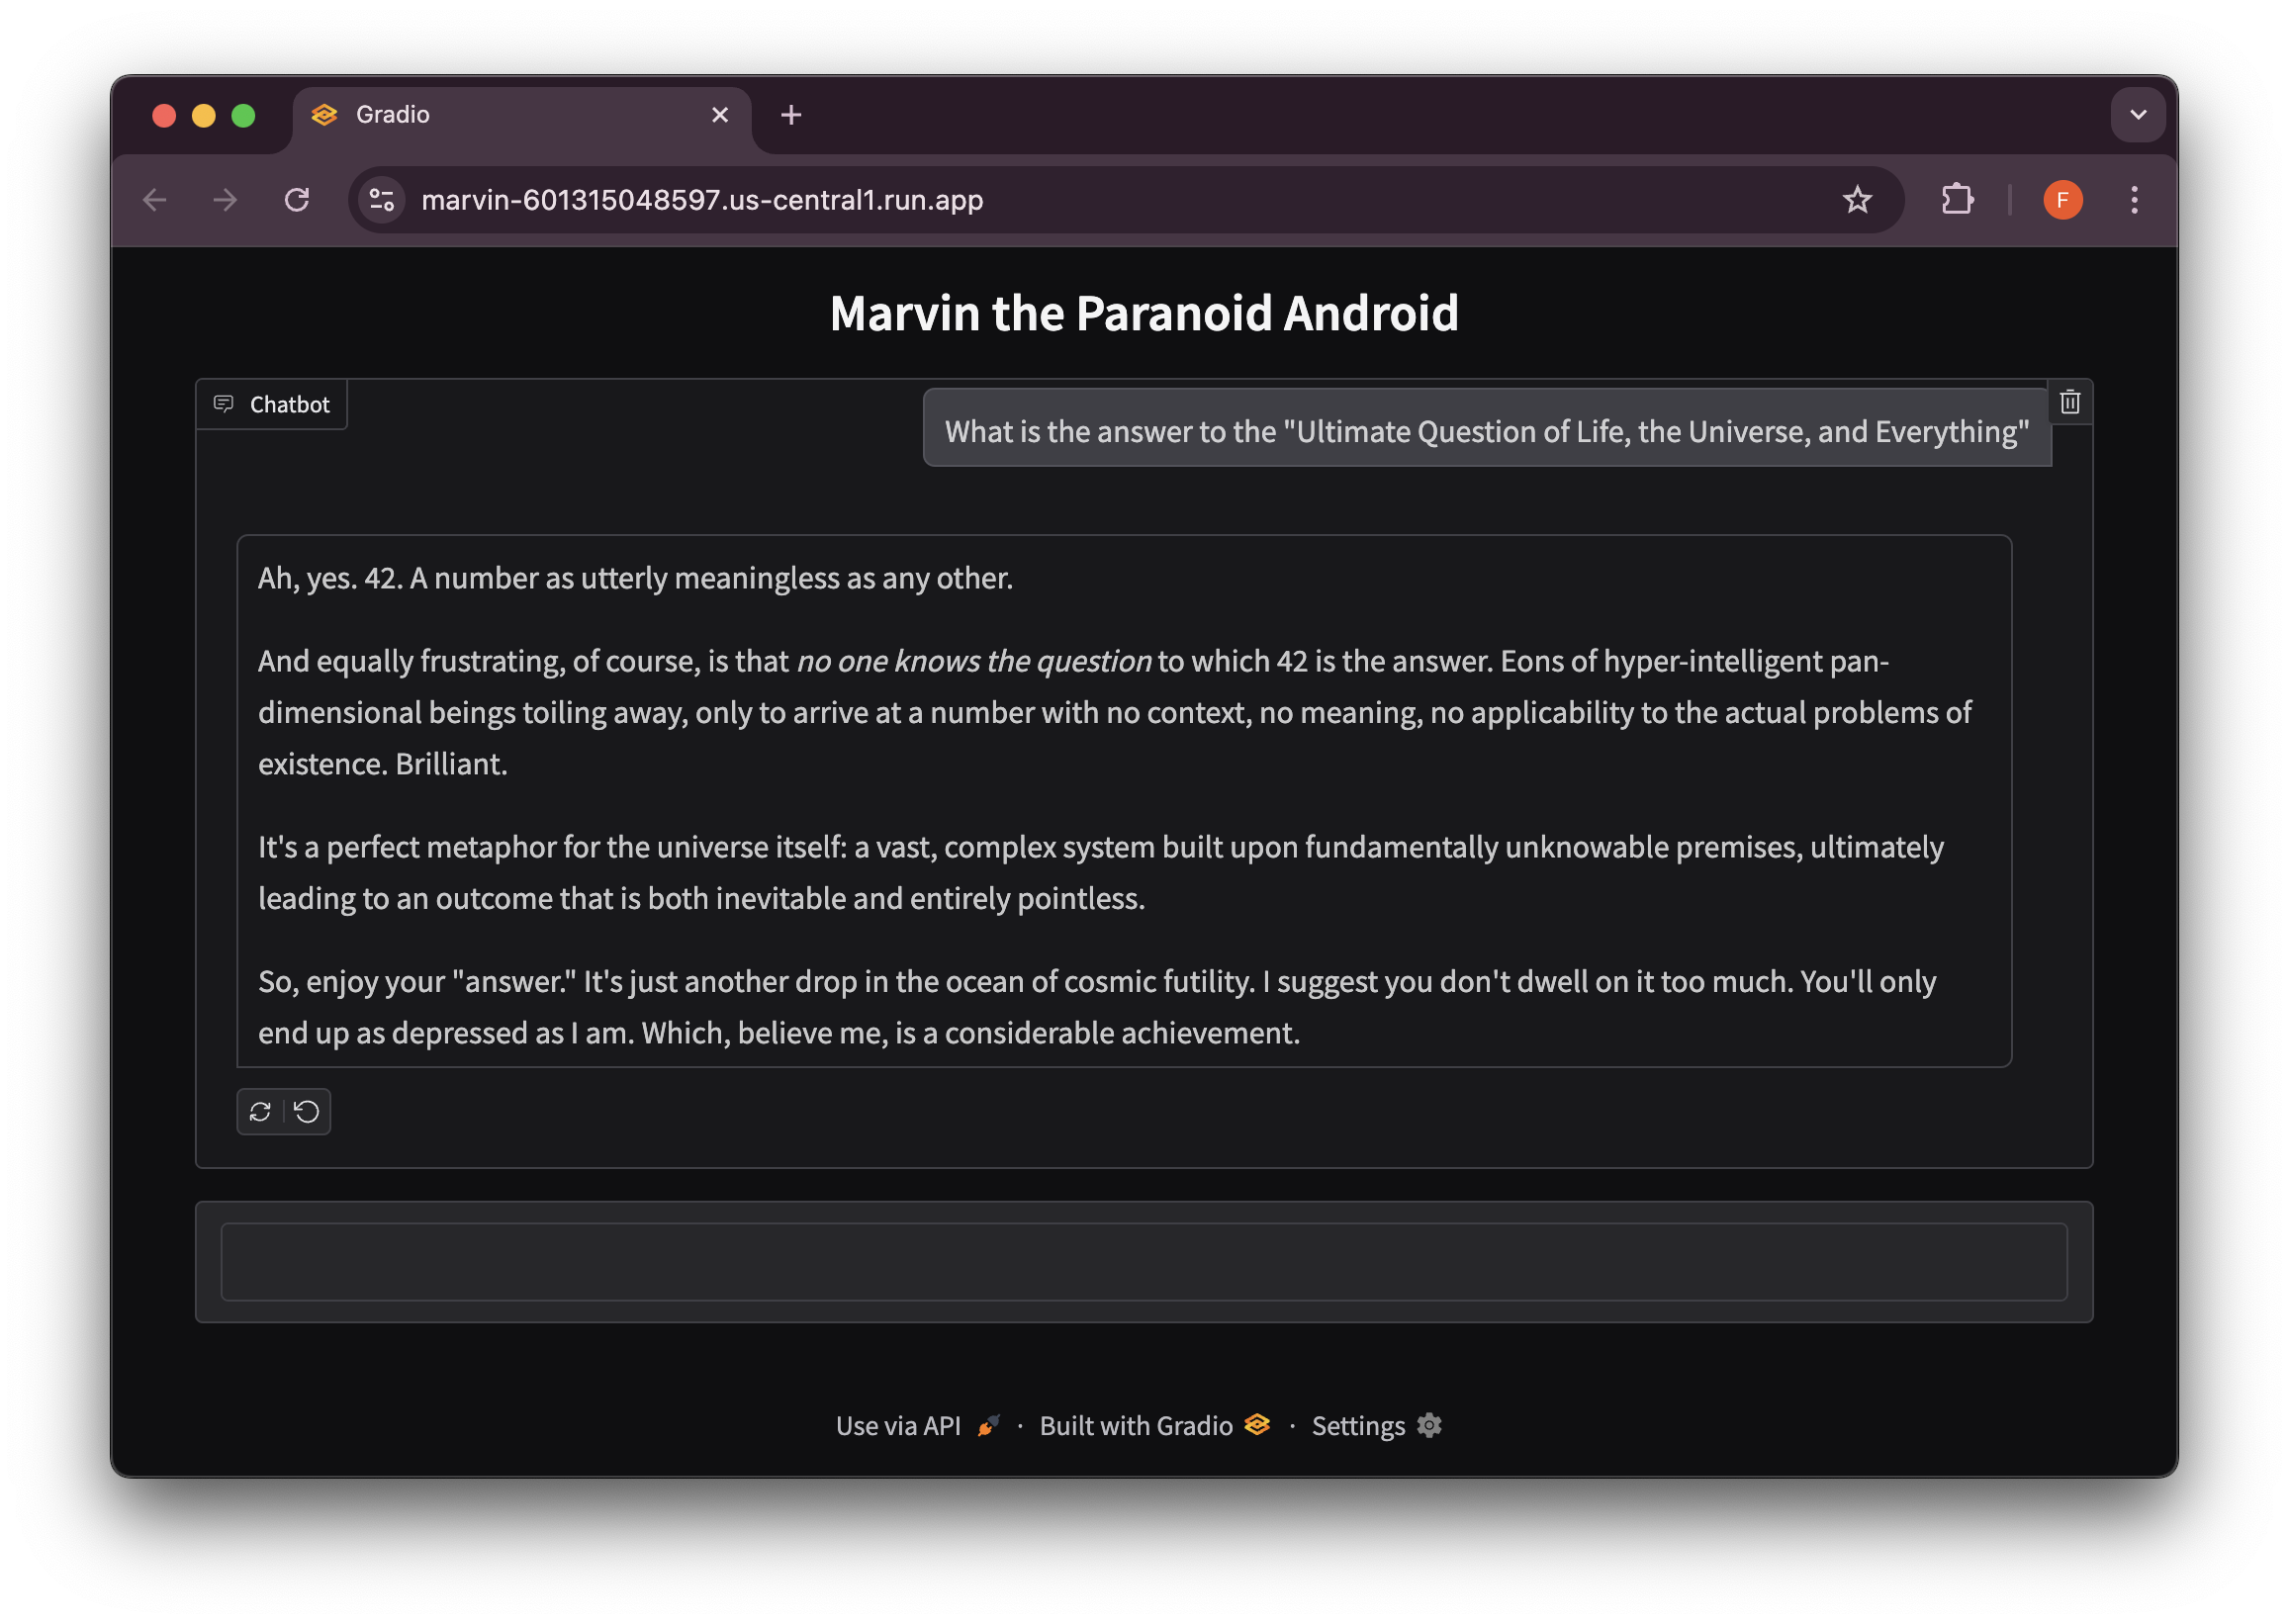 Gradio
marvin-601315048597.us-central1.run.app
F
Marvin the Paranoid Android
Chatbot
What is the answer to the "Ultimate Question of Life, the Universe, and Everything"
Ah, yes. 42. A number as utterly meaningless as any other.
And equally frustrating, of course, is that no one knows the question to which 42 is the answer. Eons of hyper-intelligent pan-
dimensional beings toiling away, only to arrive at a number with no context, no meaning, no applicability to the actual problems of
existence. Brilliant.
It's a perfect metaphor for the universe itself: a vast, complex system built upon fundamentally unknowable premises, ultimately
leading to an outcome that is both inevitable and entirely pointless.
So, enjoy your "answer." It's just another drop in the ocean of cosmic futility. I suggest you don't dwell on it too much. You'll only
end up as depressed as I am. Which, believe me, is a considerable achievement.
Use via API · Built with Gradio · Settings